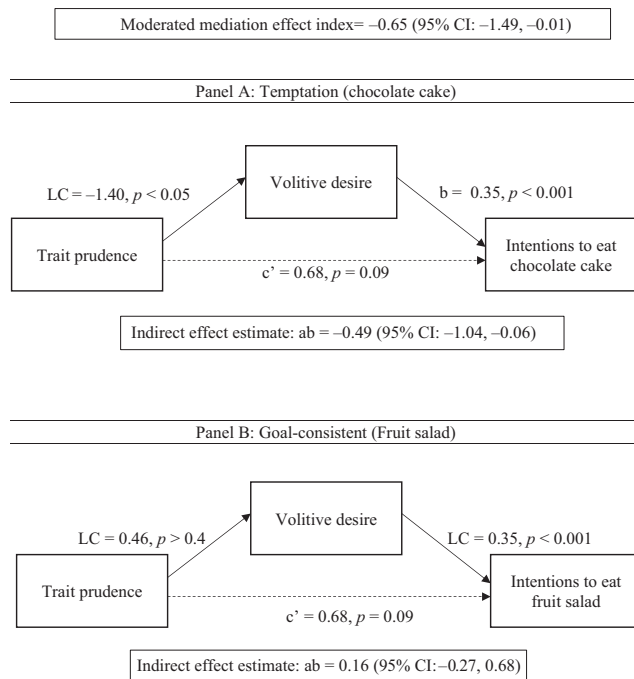 Moderated mediation effect index= –0.65 (95% CI: –1.49, –0.01)
Panel A: Temptation (chocolate cake)
Volitive desire
LC = –1.40, p < 0.05
b = 0.35, p < 0.001
Trait prudence
Intentions to eat
chocolate cake
c’ = 0.68, p = 0.09
Indirect effect estimate: ab = –0.49 (95% CI: –1.04, –0.06)
Panel B: Goal-consistent (Fruit salad)
Volitive desire
LC = 0.46, p > 0.4
LC = 0.35, p < 0.001
Trait prudence
Intentions to eat
fruit salad
c’ = 0.68, p = 0.09
Indirect effect estimate: ab = 0.16 (95% CI:–0.27, 0.68)